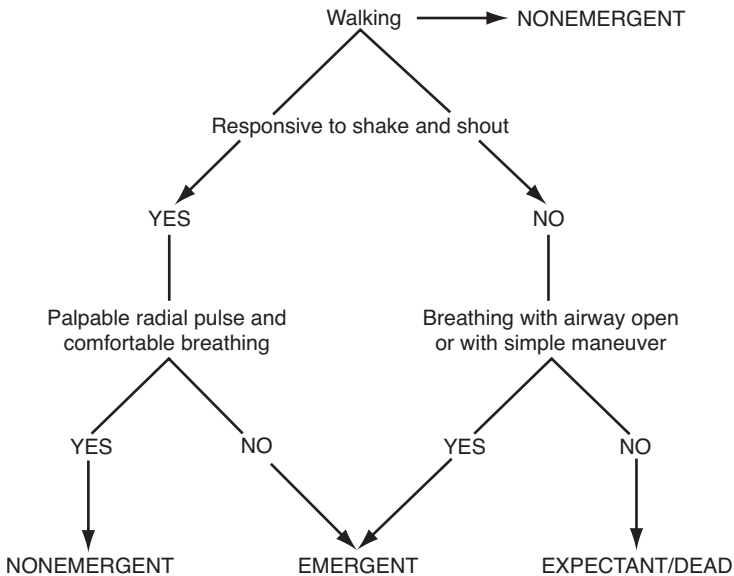 Walking
NONEMERGENT
Responsive to shake and shout
YES
NO
Palpable radial pulse and
comfortable breathing
Breathing with airway open
or with simple maneuver
YES
NO
YES
NO
NONEMERGENT
EMERGENT
EXPECTANT/DEAD